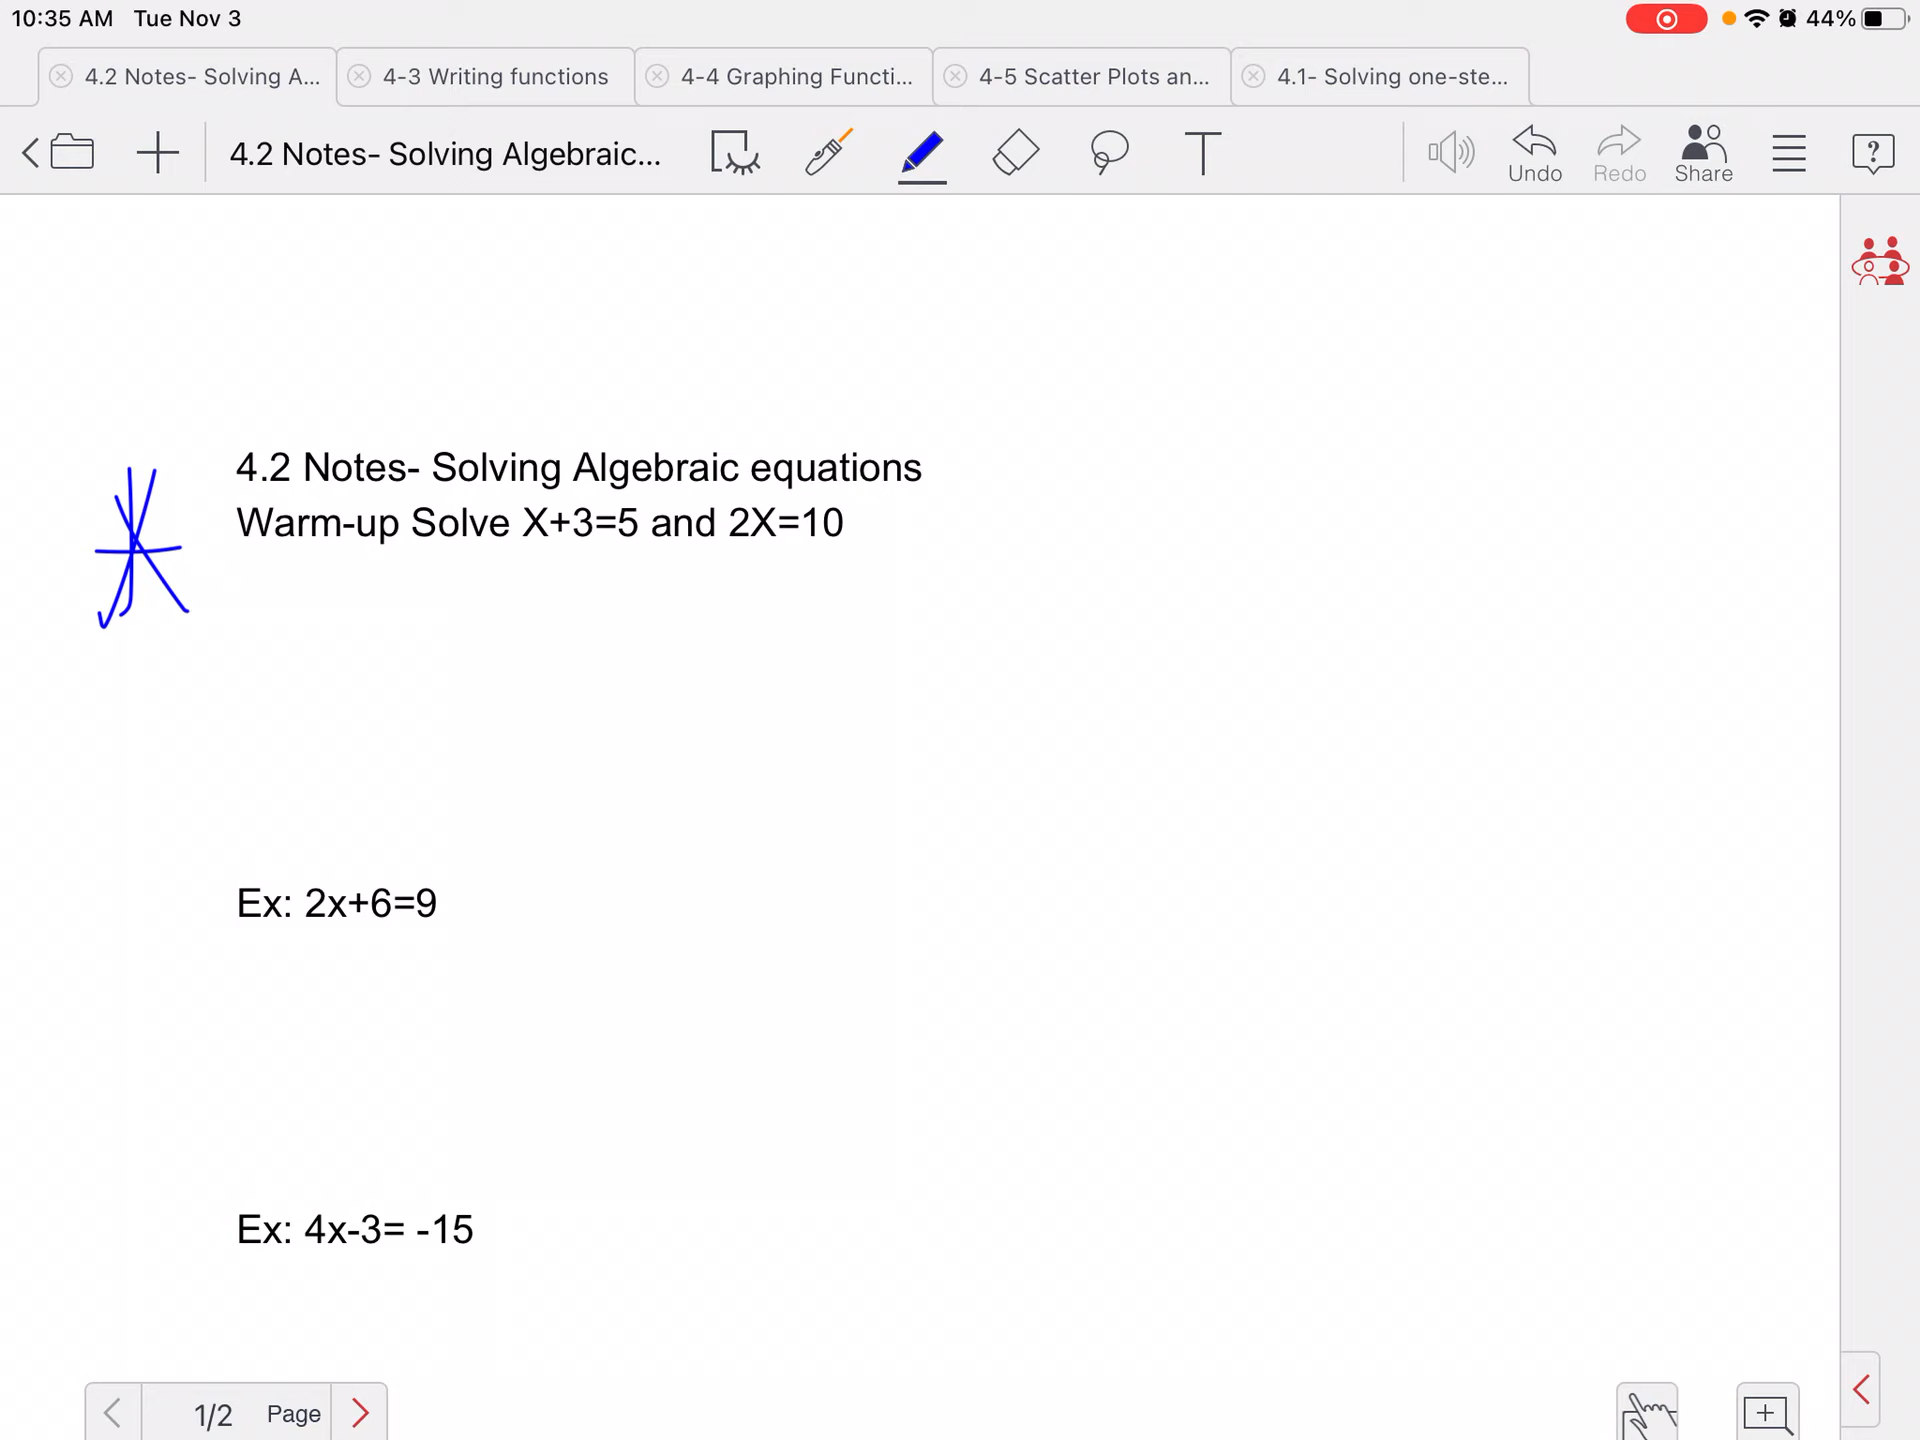 10:35 AM Tue Nov 3 44%
4.2 Notes- Solving A... 4-3 Writing functions 4-4 Graphing Functi... 4-5 Scatter Plots an... 4.1- Solving one-ste...
4.2 Notes- Solving Algebraic... T Undo Redo Share ?
4.2 Notes- Solving Algebraic equations
Warm-up Solve X+3=5 and 2X=10
Ex: 2x+6=9
Ex: 4x-3= -15
1/2 Page